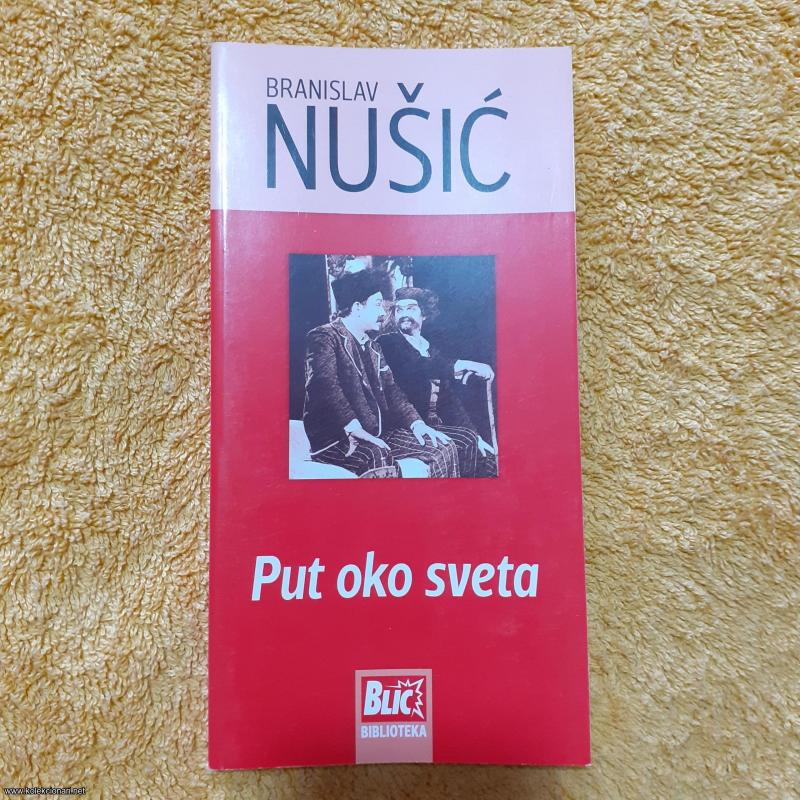 BRANISLAV
NUŠIĆ
Put oko sveta
BLIC
BIBLIOTEKA
www.kolekcionari.net